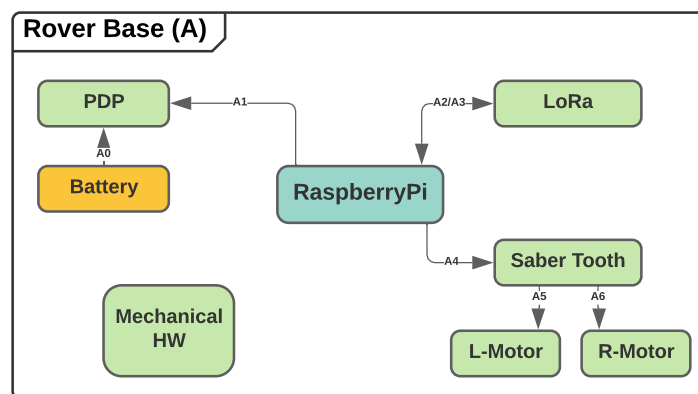 Rover Base (A)
PDP
A1
A2/A3
LoRa
A0
Battery
RaspberryPi
A4
Saber Tooth
A5
A6
Mechanical
HW
L-Motor
R-Motor